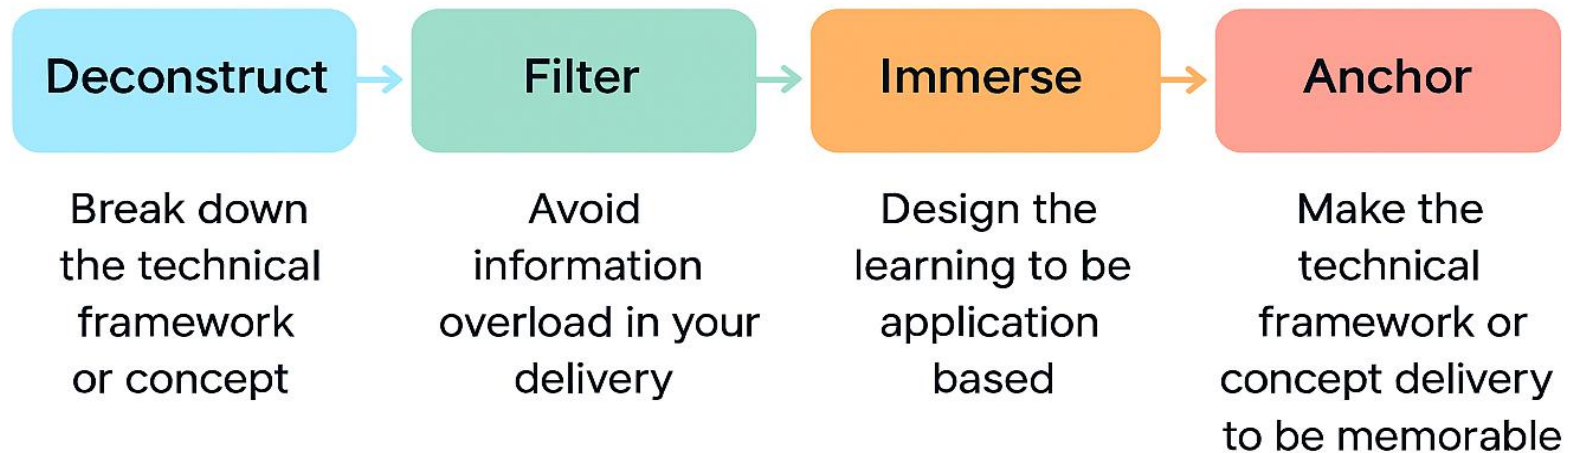 Deconstruct
Break down
the technical
framework
or concept
Filter
Avoid
information
overload in your
delivery
Immerse
Design the
learning to be
application
based
Anchor
Make the
technical
framework or
concept delivery
to be memorable